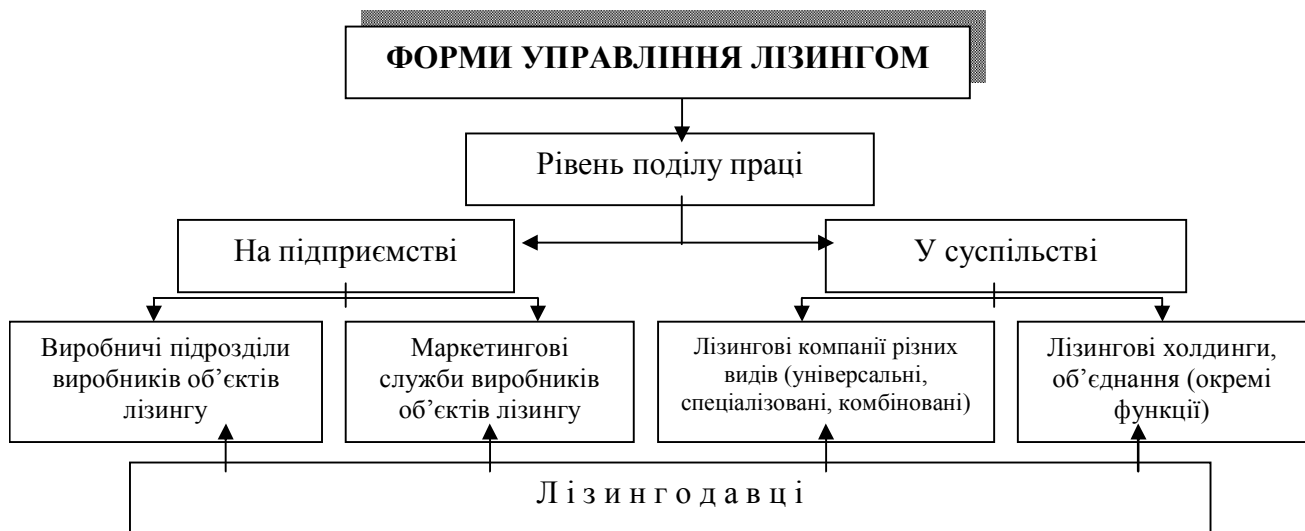 ФОРМИ УПРАВЛІННЯ ЛІЗИНГОМ
Рівень поділу праці
На підприємстві
У суспільстві
Виробничі підрозділи
виробників об’єктів
лізингу
Маркетингові
служби виробників
об’єктів лізингу
Лізингові компанії різних
видів (універсальні,
спеціалізовані, комбіновані)
Лізингові холдинги,
об’єднання (окремі
функції)
Л і з и н г о д а в ц і